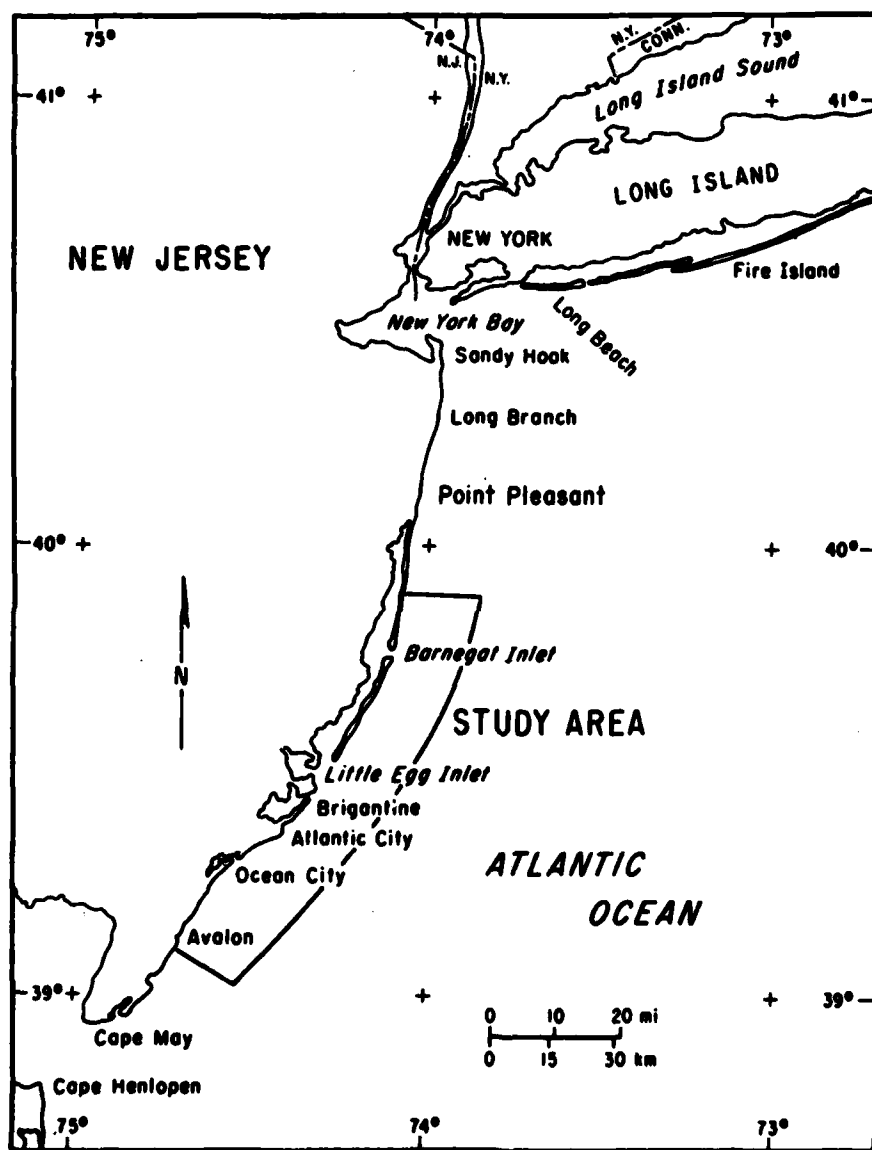 75°
74°
73°
N.J.
N.Y.
N.Y.
CONN.
Long Island Sound
41°
41°
LONG ISLAND
NEW YORK
NEW JERSEY
Fire Island
New York Bay
Long Beach
Sandy Hook
Long Branch
Point Pleasant
40°
40°
N
Barnegat Inlet
STUDY AREA
Little Egg Inlet
Brigantine
Atlantic City
Ocean City
ATLANTIC
OCEAN
Avalon
39°
39°
0 10 20 mi
0 15 30 km
Cape May
Cape Henlopen
75°
74°
73°